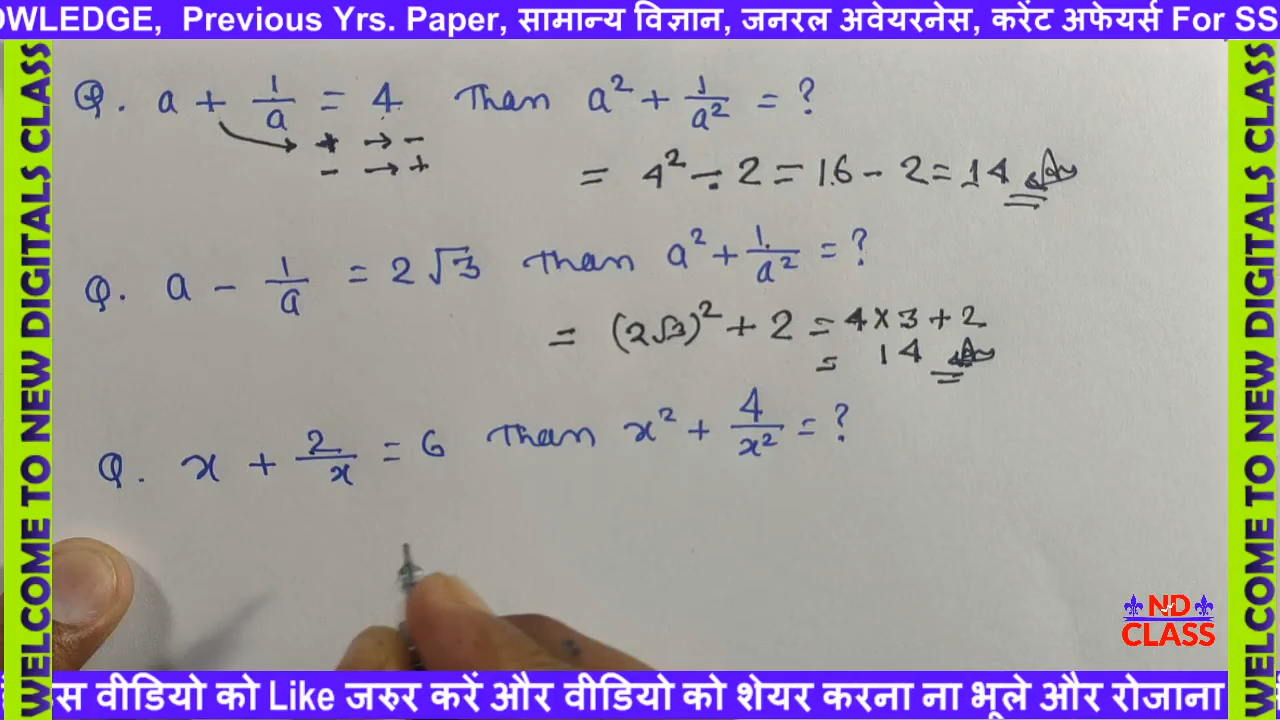 OWLEDGE, Previous Yrs. Paper, सामान्य विज्ञान, जनरल अवेयरनेस, करेंट अफेयर्स For SS
WELCOME TO NEW DIGITALS CLASS
Q. a + 1/a = 4 Than a² + 1/a² = ?
+ → -
- → +
= 4² - 2 = 16 - 2 = 14
Q. a - 1/a = 2√3 Than a² + 1/a² = ?
= (2√3)² + 2 = 4 × 3 + 2
= 14
Q. x + 2/x = 6 Than x² + 4/x² = ?
ND
CLASS
WELCOME TO NEW DIGITALS CLASS
स वीडियो को Like जरुर करें और वीडियो को शेयर करना ना भूले और रोजाना